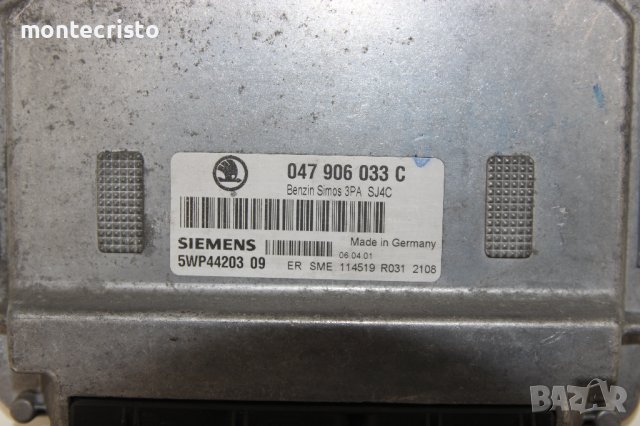 montecristo
047 906 033 C
Benzin Simos 3PA SJ4C
SIEMENS
Made in Germany
06.04.01
5WP44203 09
ER SME 114519 R031 2108
BAZAR